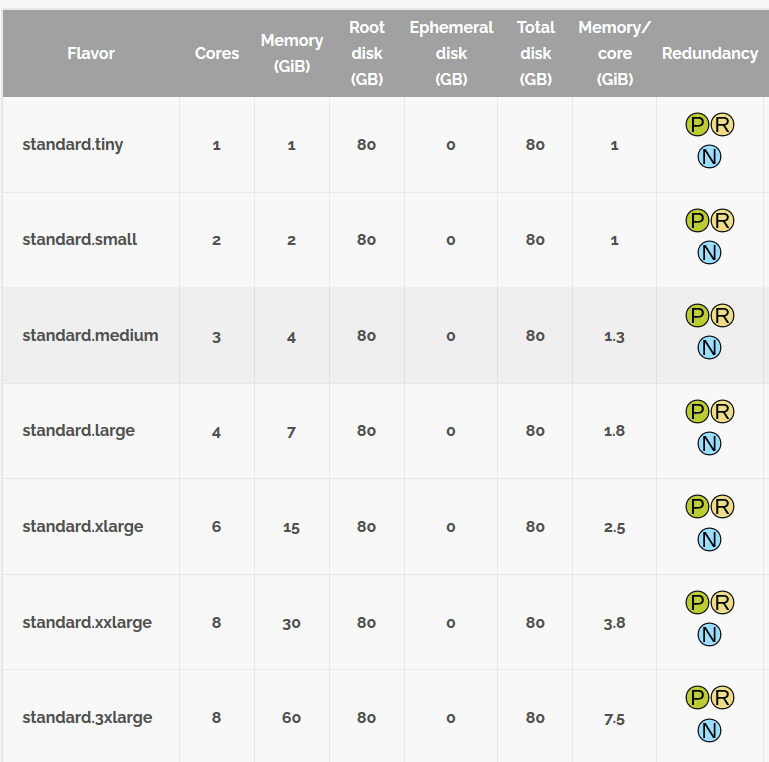 Flavor Cores Memory (GiB) Root disk (GB) Ephemeral disk (GB) Total disk (GB) Memory/core (GiB) Redundancy
standard.tiny 1 1 80 0 80 1 P R N
standard.small 2 2 80 0 80 1 P R N
standard.medium 3 4 80 0 80 1.3 P R N
standard.large 4 7 80 0 80 1.8 P R N
standard.xlarge 6 15 80 0 80 2.5 P R N
standard.xxlarge 8 30 80 0 80 3.8 P R N
standard.3xlarge 8 60 80 0 80 7.5 P R N